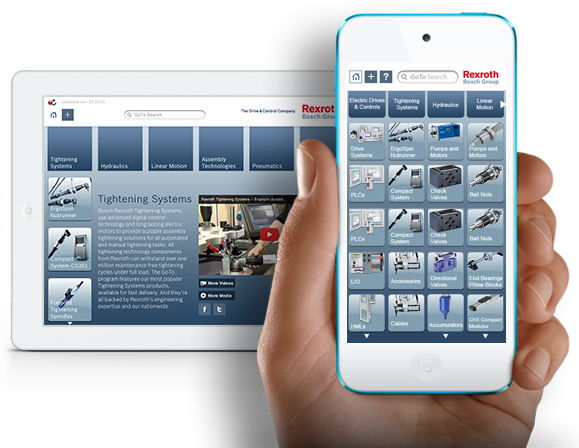 Updated Jan 20 2013
GoTo Search
The Drive & Control Company
Rexroth
Bosch Group
Tightening
Systems
Hydraulics
Linear Motion
Assembly
Technologies
Pneumatics
ErgoSpin
Nutrunner
Compact
System CS351
Fixtured
Tightening
Spindles
Tightening Systems
Bosch Rexroth Tightening Systems
use advanced digital control
technology and long-lasting electric
motors to provide scalable assembly
tightening solutions for all automated
and manual tightening tasks. All
tightening technology components
from Rexroth can withstand over one
million maintenance-free tightening
cycles under full load. The GoTo
program features our most popular
Tightening Systems products,
available for fast delivery. And they're
all backed by Rexroth's engineering
expertise and our nationwide
Rexroth Tightening Systems – Ergospin durabil...
More Videos
More Media
f
t
+ ?
GoTo Search
Rexroth
Bosch Group
Electric Drives
& Controls
Tightening
Systems
Hydraulics
Linear
Motion
Drive
Systems
ErgoSpin
Nutrunner
Pumps and
Motors
Pumps and
Motors
PLCs
Compact
System
Check
Valves
Ball Nuts
PLCs
Compact
System
Check
Valves
Ball Nuts
I./O
Accessories
Directional
Valves
End Bearings
Pillow Blocks
HMLs
Cables
Accumulators
CKK Compact
Modules